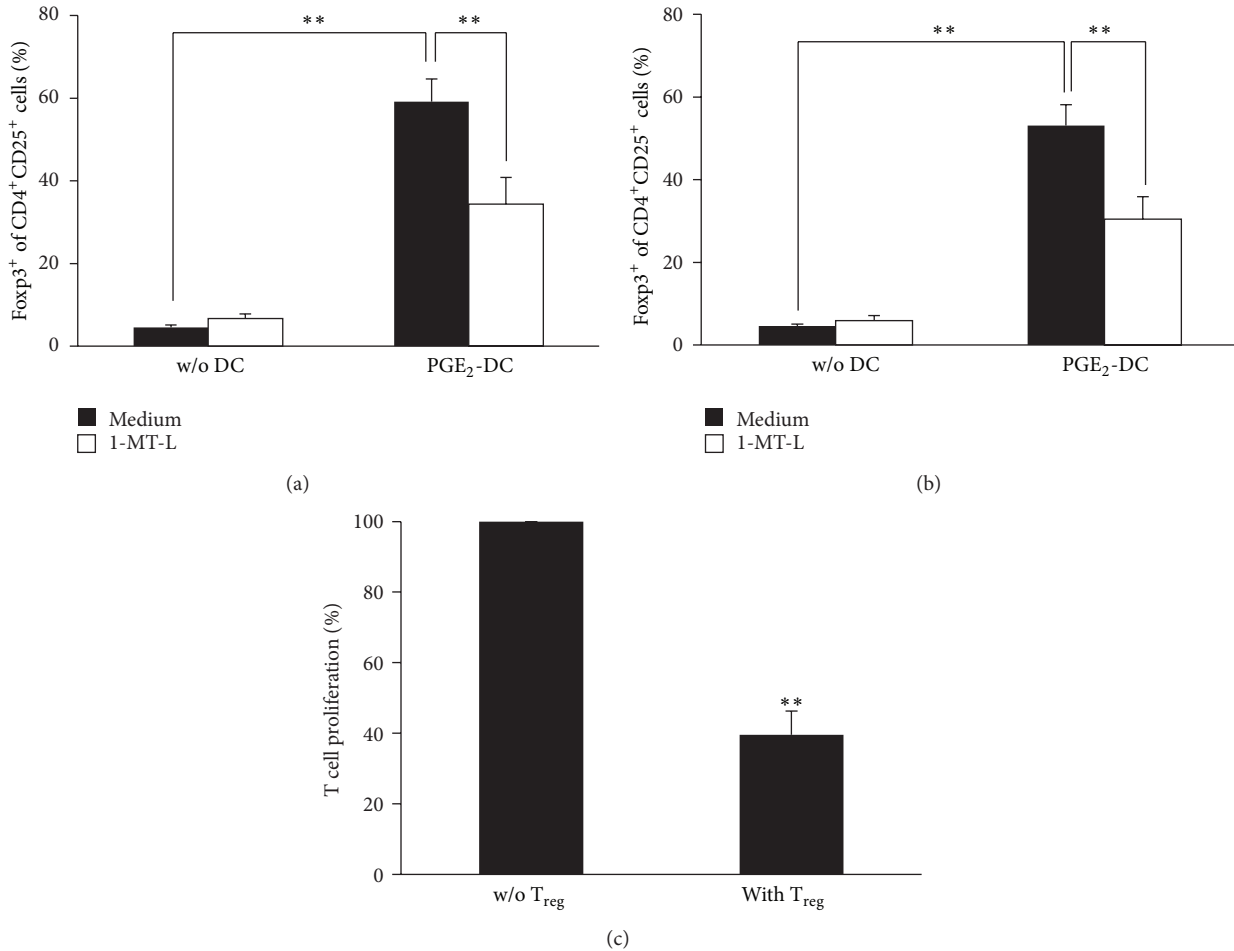 80
60
40
20
0
Foxp3⁺ of CD4⁺CD25⁺ cells (%)
**
**
w/o DC
PGE₂-DC
Medium
1-MT-L
(a)
80
60
40
20
0
Foxp3⁺ of CD4⁺CD25⁺ cells (%)
**
**
w/o DC
PGE₂-DC
Medium
1-MT-L
(b)
100
80
60
40
20
0
T cell proliferation (%)
**
w/o T_reg
With T_reg
(c)